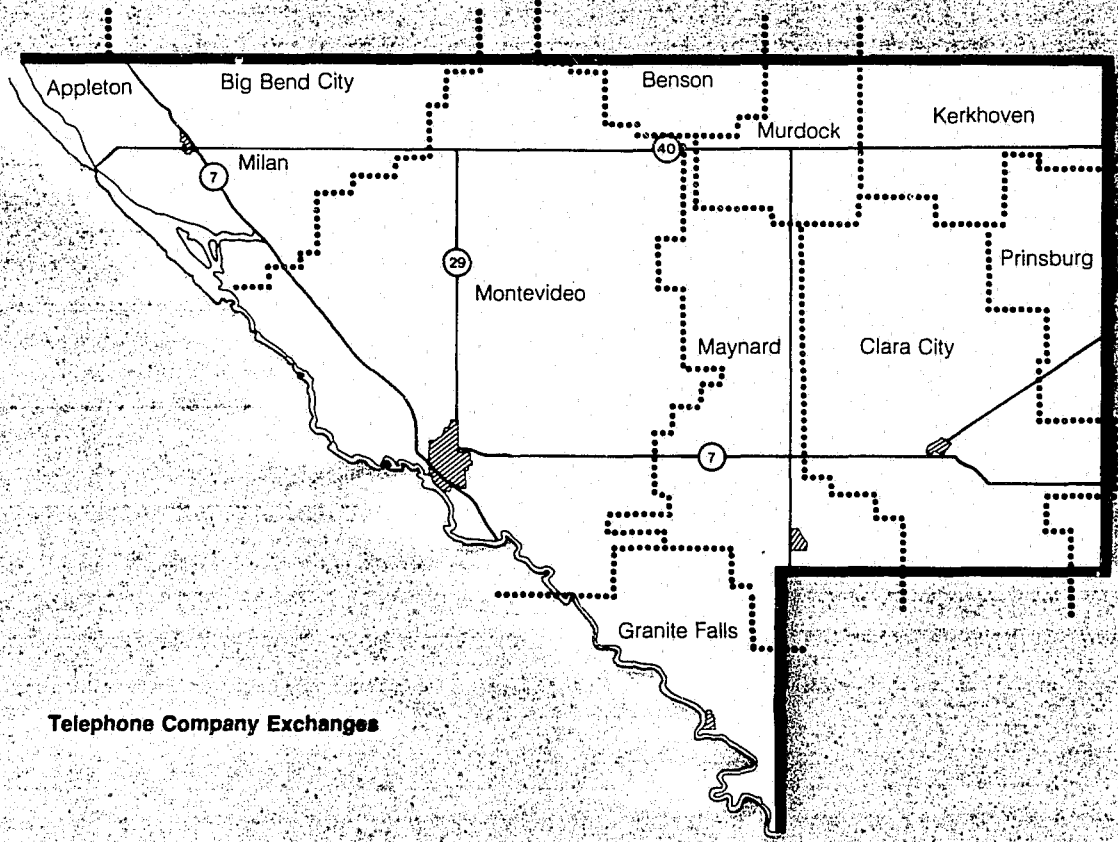 Appleton
Big Bend City
Benson
Kerkhoven
Murdock
40
Milan
7
29
Prinsburg
Montevideo
Maynard
Clara City
7
Granite Falls
Telephone Company Exchanges